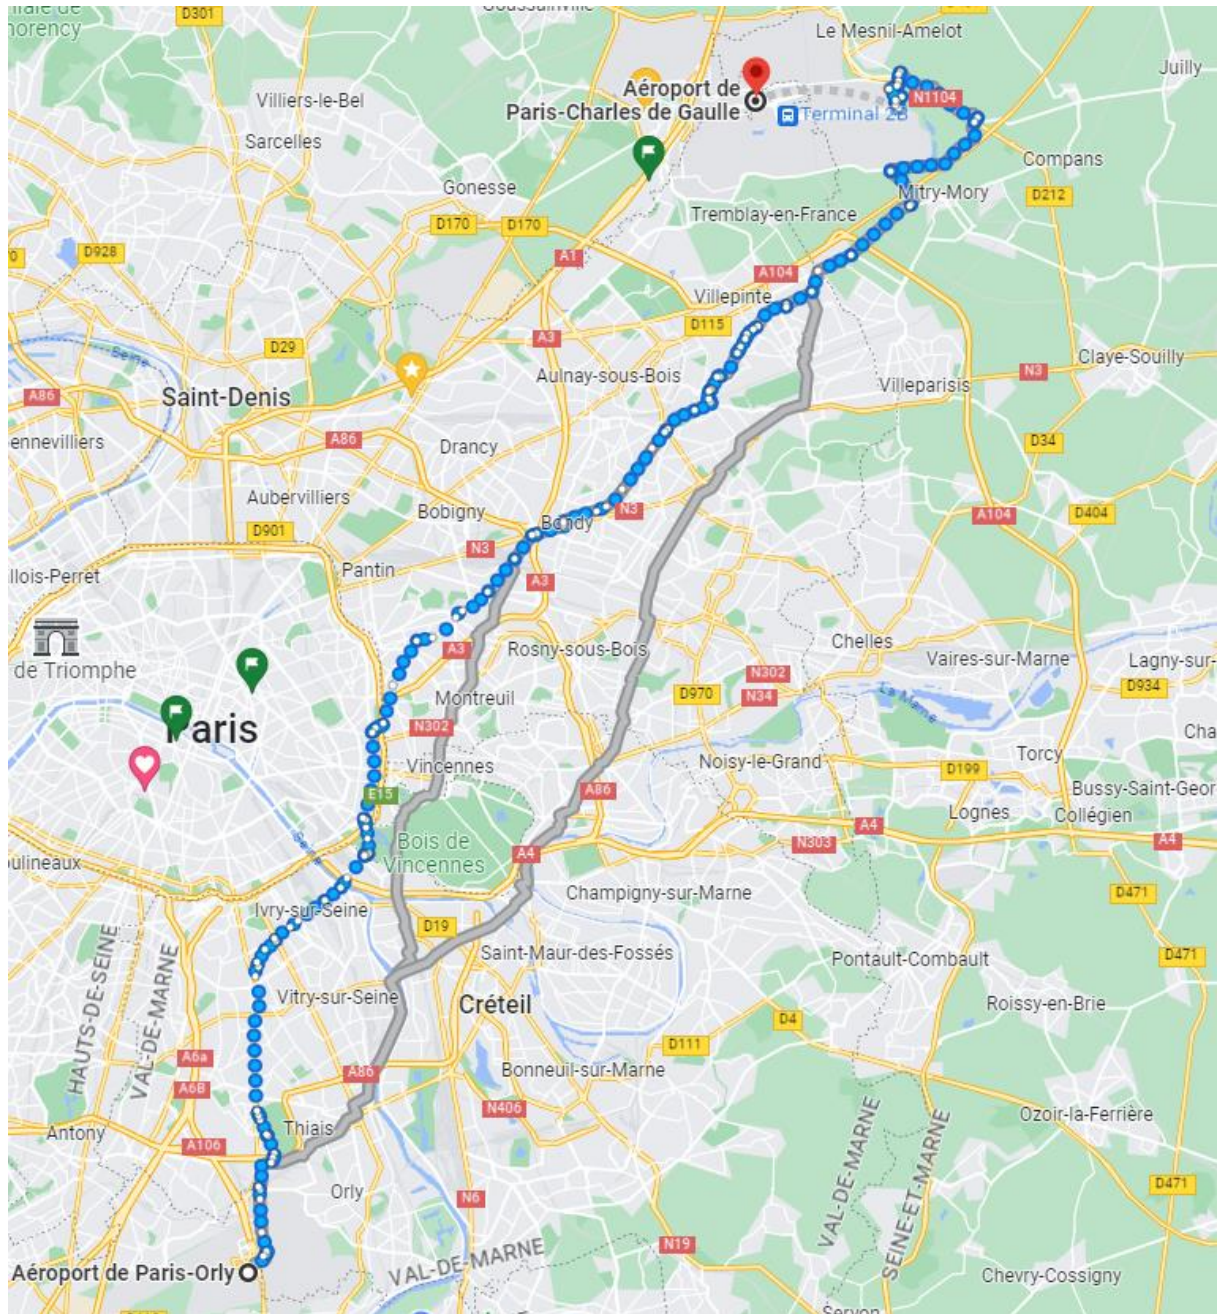 D301
Le Mesnil-Amelot
Juilly
Villiers-le-Bel
Aéroport de
Paris-Charles de Gaulle
N1104
Terminal 2B
Sarcelles
Compans
Gonesse
Mitry-Mory
D212
Tremblay-en-France
D170
D170
D928
A1
A104
Villepinte
D115
A3
D29
Seine
Claye-Souilly
Aulnay-sous-Bois
N3
Villeparisis
A86
Saint-Denis
A86
Drancy
D34
Aubervilliers
Bobigny
N3
Bondy
A104
D404
D901
N3
Pantin
A3
Chelles
de Triomphe
A3
Rosny-sous-Bois
Vaires-sur-Marne
N302
D970
N34
D934
La Marne
Montreuil
Paris
N302
Torcy
Vincennes
Noisy-le-Grand
D199
E15
A86
Lognes
Collégien
Seine
Bois de
Vincennes
A4
N303
A4
A4
Champigny-sur-Marne
D471
Ivry-sur-Seine
D19
Saint-Maur-des-Fossés
Pontault-Combault
D471
HAUTS-DE-SEINE
VAL-DE-MARNE
Vitry-sur-Seine
Créteil
Roissy-en-Brie
D4
A6a
D111
A86
Bonneuil-sur-Marne
A6B
N406
Ozoir-la-Ferrière
Antony
Thiais
A106
VAL-DE-MARNE
SEINE-ET-MARNE
Orly
N6
D471
N19
VAL-DE-MARNE
Aéroport de Paris-Orly
Chevry-Cossigny